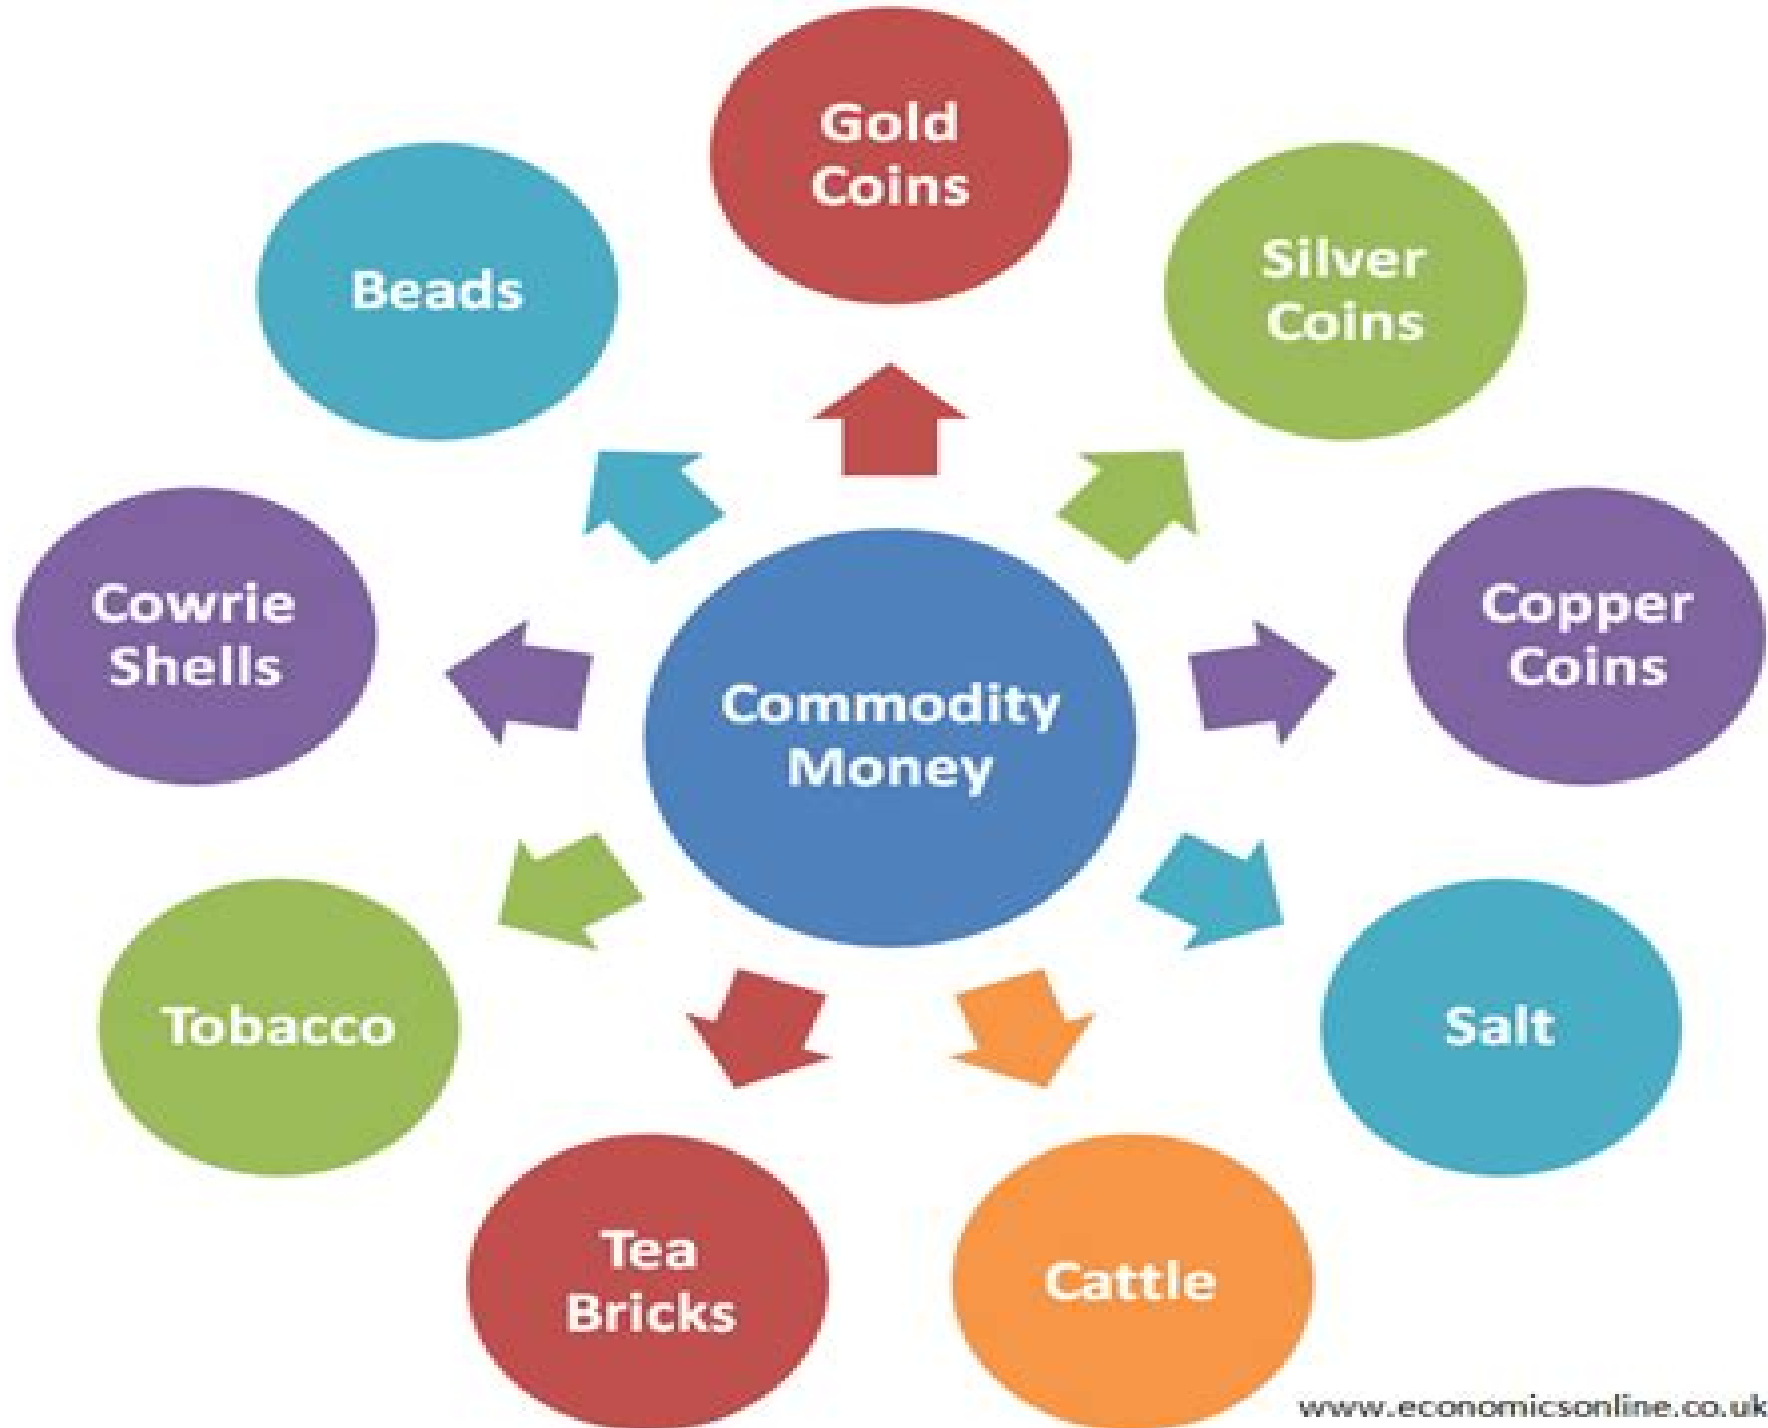 Gold
Coins
Silver
Coins
Beads
Cowrie
Shells
Copper
Coins
Commodity
Money
Tobacco
Salt
Tea
Bricks
Cattle
www.economicsonline.co.uk